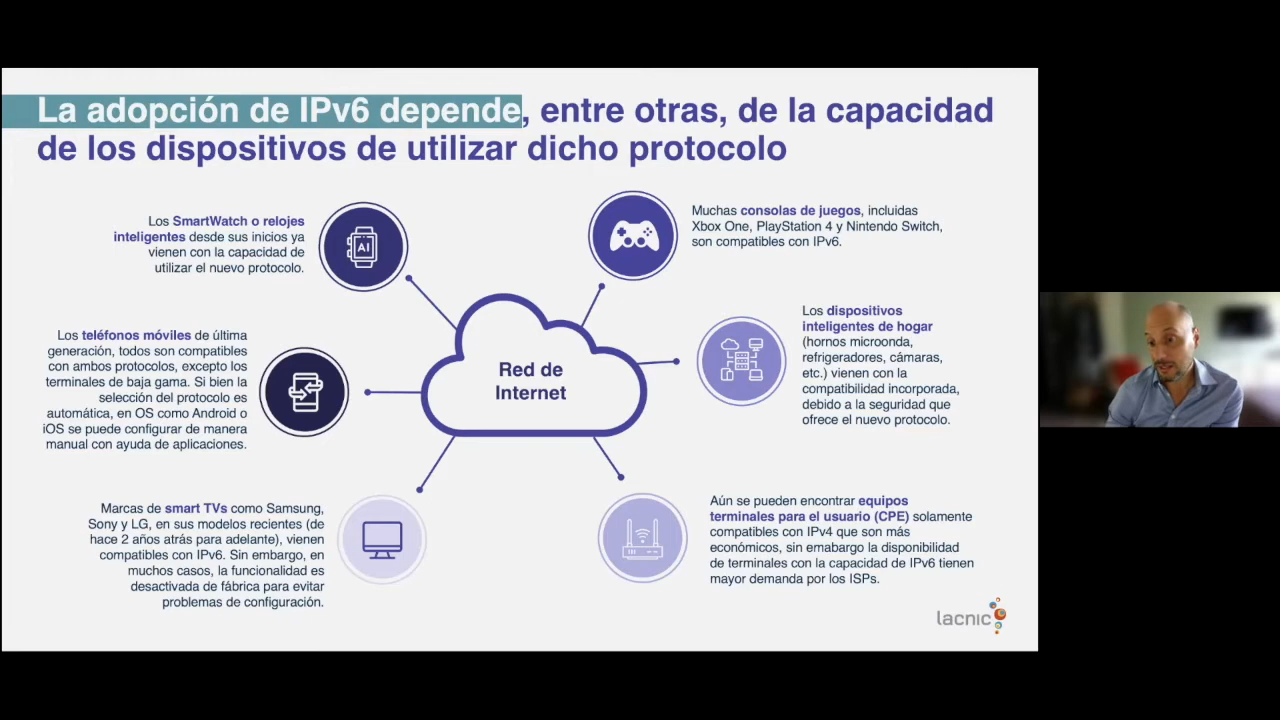 La adopción de IPv6 depende, entre otras, de la capacidad
de los dispositivos de utilizar dicho protocolo
Los SmartWatch o relojes
inteligentes desde sus inicios ya
vienen con la capacidad de
utilizar el nuevo protocolo.
AI
Muchas consolas de juegos, incluidas
Xbox One, PlayStation 4 y Nintendo Switch,
son compatibles con IPv6.
Los teléfonos móviles de última
generación, todos son compatibles
con ambos protocolos, excepto los
terminales de baja gama. Si bien la
selección del protocolo es
automática, en OS como Android o
iOS se puede configurar de manera
manual con ayuda de aplicaciones.
Red de
Internet
Los dispositivos
inteligentes de hogar
(hornos microonda,
refrigeradores, cámaras,
etc.) vienen con la
compatibilidad incorporada,
debido a la seguridad que
ofrece el nuevo protocolo.
Marcas de smart TVs como Samsung,
Sony y LG, en sus modelos recientes (de
hace 2 años atrás para adelante), vienen
compatibles con IPv6. Sin embargo, en
muchos casos, la funcionalidad es
desactivada de fábrica para evitar
problemas de configuración.
Aún se pueden encontrar equipos
terminales para el usuario (CPE) solamente
compatibles con IPv4 que son más
económicos, sin emabargo la disponibilidad
de terminales con la capacidad de IPv6 tienen
mayor demanda por los ISPs.
lacnic